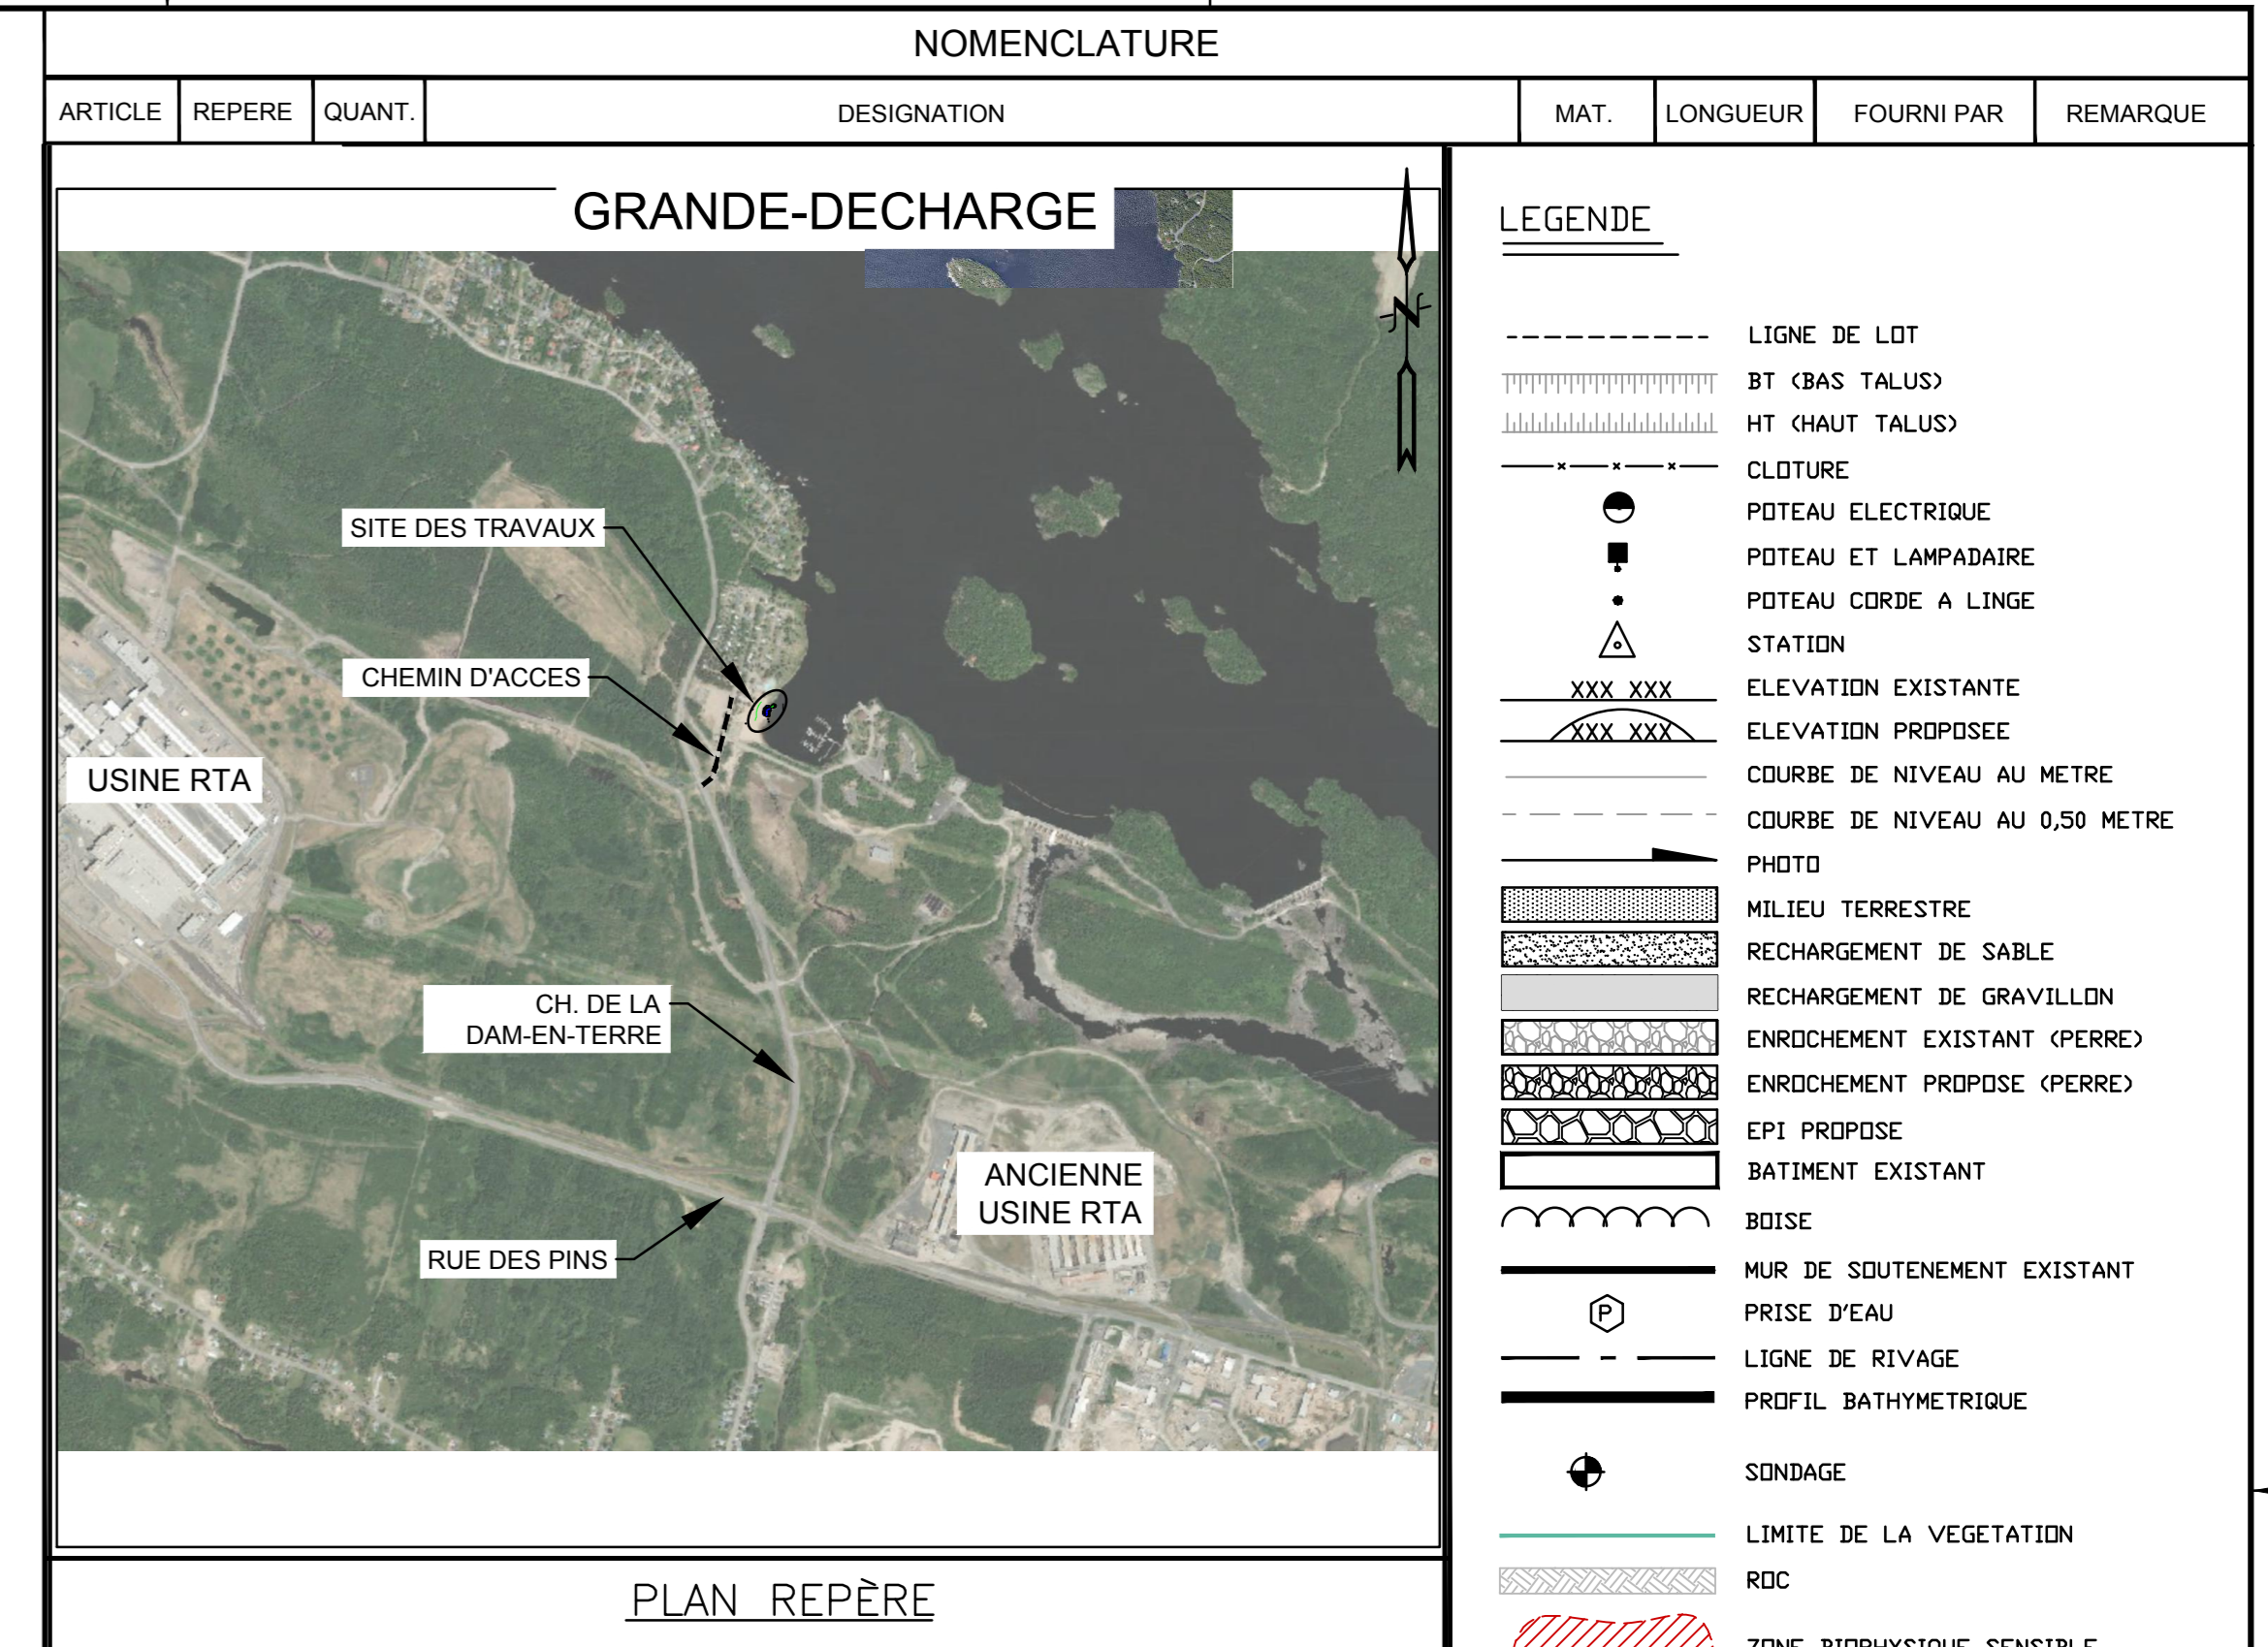 NOMENCLATURE
ARTICLE REPERE QUANT. DESIGNATION MAT. LONGUEUR FOURNI PAR REMARQUE
GRANDE-DECHARGE
N
SITE DES TRAVAUX
CHEMIN D'ACCES
USINE RTA
CH. DE LA
DAM-EN-TERRE
ANCIENNE
USINE RTA
RUE DES PINS
PLAN REPÈRE
LEGENDE
LIGNE DE LOT
BT (BAS TALUS)
HT (HAUT TALUS)
CLOTURE
POTEAU ELECTRIQUE
POTEAU ET LAMPADAIRE
POTEAU CORDE A LINGE
STATION
XXX XXX ELEVATION EXISTANTE
XXX XXX ELEVATION PROPOSEE
COURBE DE NIVEAU AU METRE
COURBE DE NIVEAU AU 0,50 METRE
PHOTO
MILIEU TERRESTRE
RECHARGEMENT DE SABLE
RECHARGEMENT DE GRAVILLON
ENROCHEMENT EXISTANT (PERRE)
ENROCHEMENT PROPOSE (PERRE)
EPI PROPOSE
BATIMENT EXISTANT
BOISE
MUR DE SOUTENEMENT EXISTANT
P PRISE D'EAU
LIGNE DE RIVAGE
PROFIL BATHYMETRIQUE
SONDAGE
LIMITE DE LA VEGETATION
ROC
ZONE BIOPHYSIQUE SENSIBLE